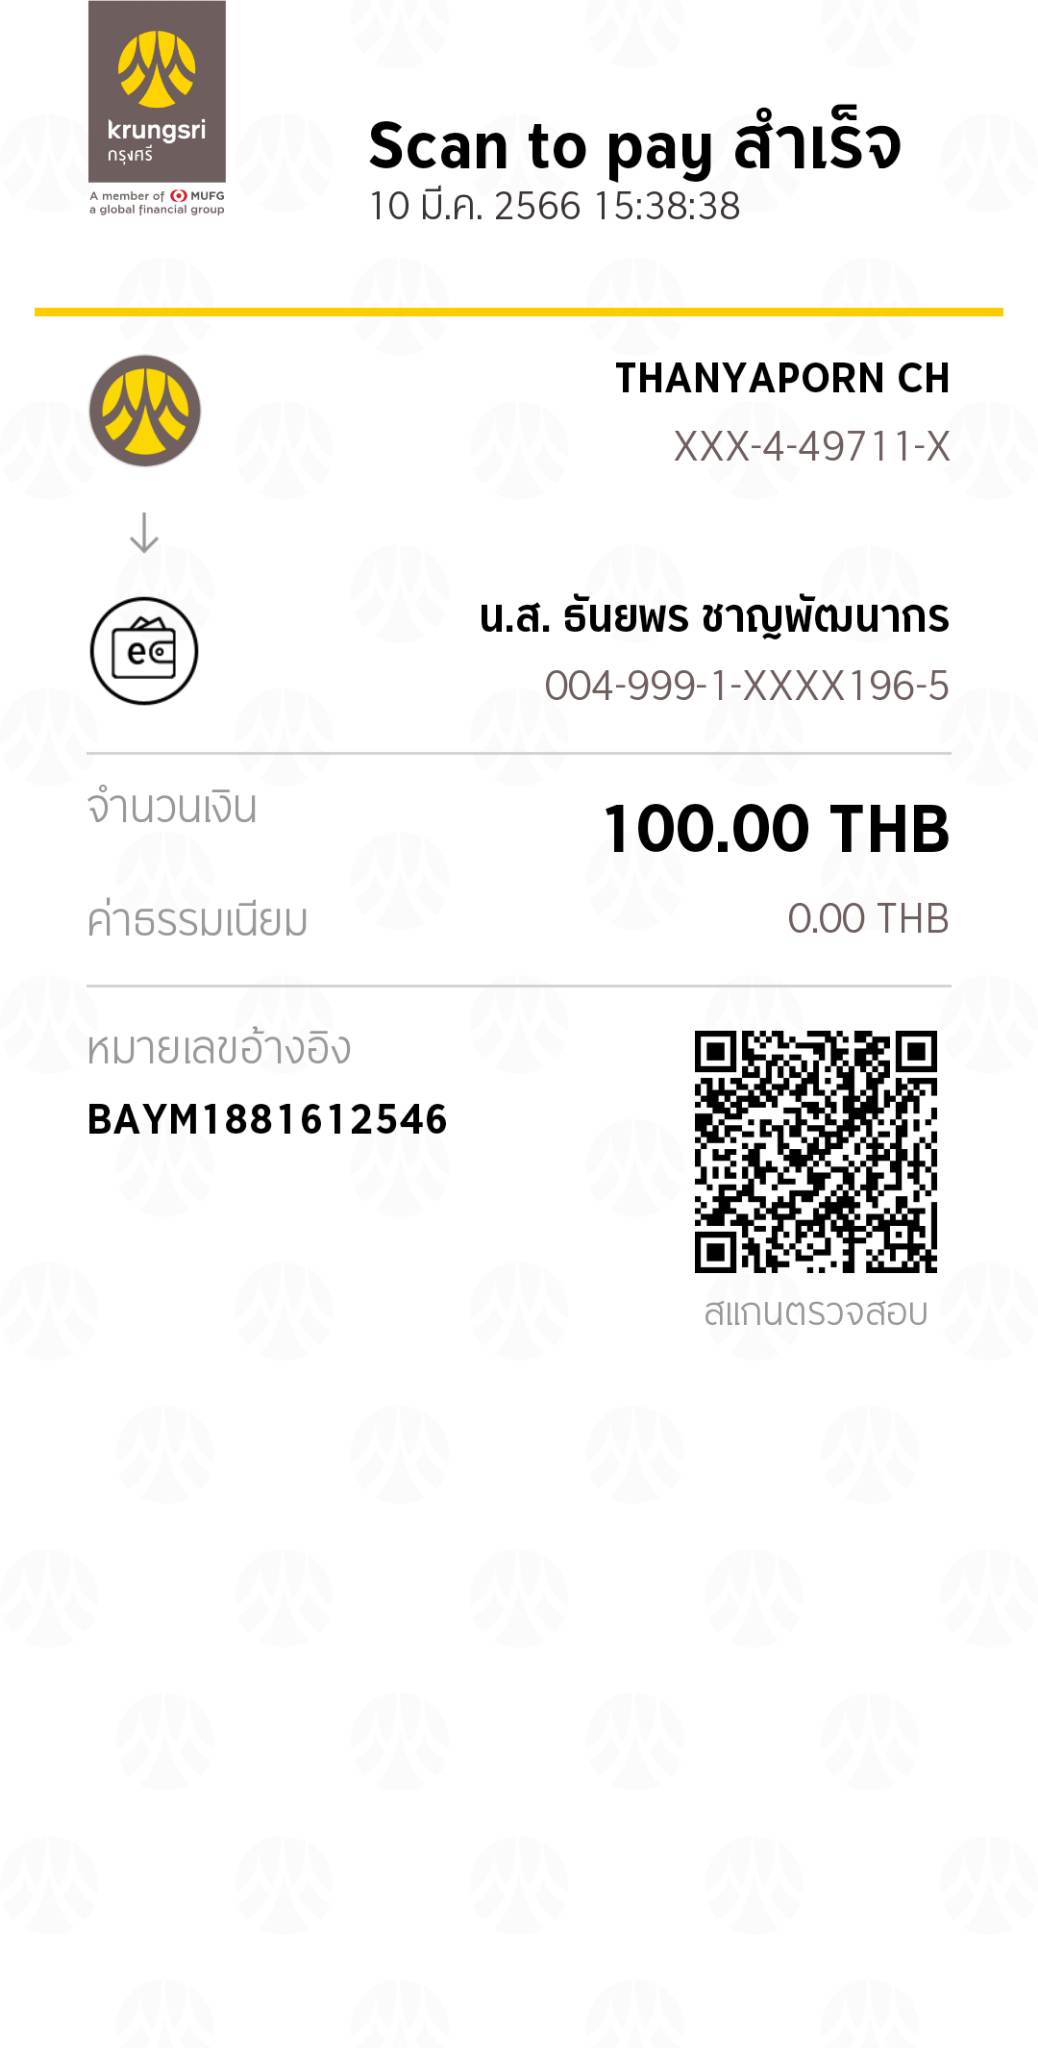 krungsri
กรุงศรี
A member of MUFG
a global financial group
Scan to pay สำเร็จ
10 มี.ค. 2566 15:38:38
THANYAPORN CH
XXX-4-49711-X
e
น.ส. ธันยพร ชาญพัฒนากร
004-999-1-XXXX196-5
จำนวนเงิน
100.00 THB
ค่าธรรมเนียม
0.00 THB
หมายเลขอ้างอิง
BAYM1881612546
สแกนตรวจสอบ